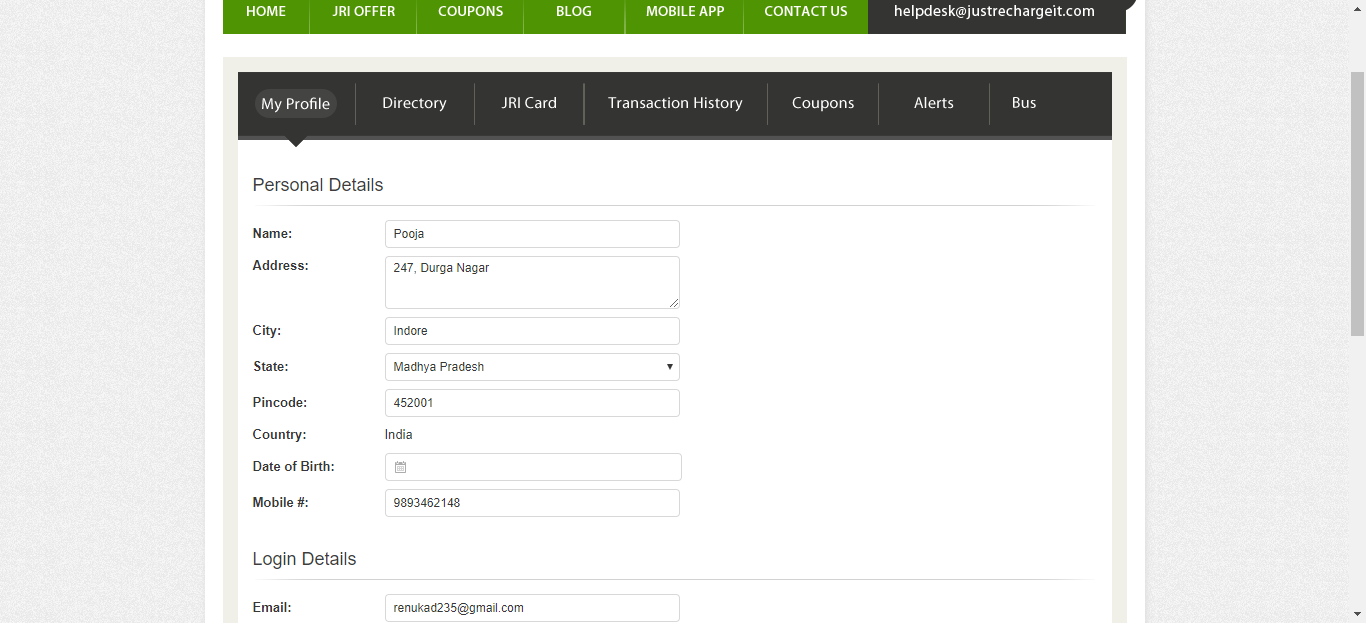 HOME JRI OFFER COUPONS BLOG MOBILE APP CONTACT US helpdesk@justrechargeit.com
My Profile Directory JRI Card Transaction History Coupons Alerts Bus
Personal Details
Name: Pooja
Address: 247, Durga Nagar
City: Indore
State: Madhya Pradesh
Pincode: 452001
Country: India
Date of Birth:
Mobile #: 9893462148
Login Details
Email: renukad235@gmail.com